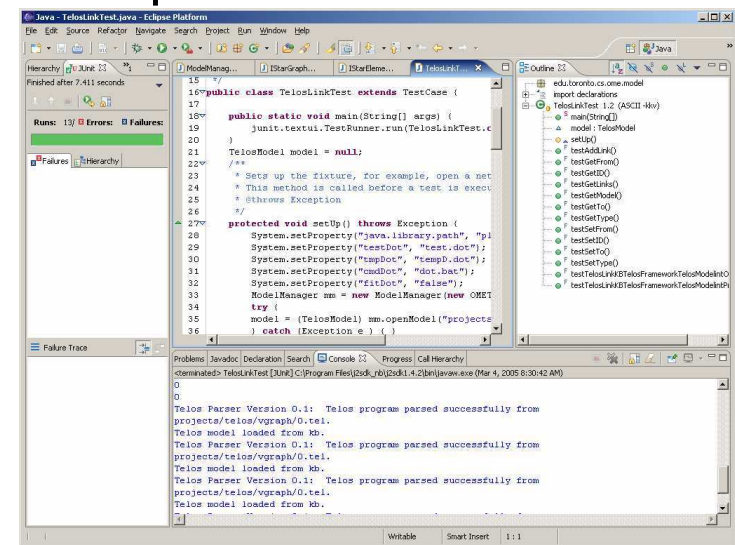 Java - TelosLinkTest.java - Eclipse Platform
File Edit Source Refactor Navigate Search Project Run Window Help
Java
Hierarchy JUnit
Finished after 7.411 seconds
Runs: 13/ Errors: Failures:
Failures Hierarchy
Failure Trace
ModelManag... IStarGraph... IStarEleme... TelosLinkT...
15 */
16 public class TelosLinkTest extends TestCase {
17
18 public static void main(String[] args) {
19 junit.textui.TestRunner.run(TelosLinkTest.c
20 }
21 TelosModel model = null;
22 /**
23 * Sets up the fixture, for example, open a net
24 * This method is called before a test is execu
25 * @throws Exception
26 */
27 protected void setUp() throws Exception {
28 System.setProperty("java.library.path", "pl
29 System.setProperty("testDot", "test.dot");
30 System.setProperty("tmpDot", "tempD.dot");
31 System.setProperty("cmdDot", "dot.bat");
32 System.setProperty("fitDot", "false");
33 ModelManager mm = new ModelManager(new OMET
34 try {
35 model = (TelosModel) mm.openModel("projects
36 } catch (Exception e ) { }
Outline
edu.toronto.cs.ome.model
import declarations
TelosLinkTest 1.2 (ASCII -kkv)
main(String[])
model : TelosModel
setUp()
testAddLink()
testGetFrom()
testGetID()
testGetLinks()
testGetModel()
testGetTo()
testGetType()
testSetFrom()
testSetID()
testSetTo()
testSetType()
testTelosLinkKBTelosFrameworkTelosModelintO
testTelosLinkKBTelosFrameworkTelosModelintPr
Problems Javadoc Declaration Search Console Progress Call Hierarchy
<terminated> TelosLinkTest [JUnit] C:\Program Files\j2sdk_nb\j2sdk1.4.2\bin\javaw.exe (Mar 4, 2005 8:30:42 AM)
0
0
Telos Parser Version 0.1: Telos program parsed successfully from
projects/telos/vgraph/0.tel.
Telos model loaded from kb.
Telos Parser Version 0.1: Telos program parsed successfully from
projects/telos/vgraph/0.tel.
Telos model loaded from kb.
Telos Parser Version 0.1: Telos program parsed successfully from
projects/telos/vgraph/0.tel.
Telos model loaded from kb.
Writable Smart Insert 1 : 1